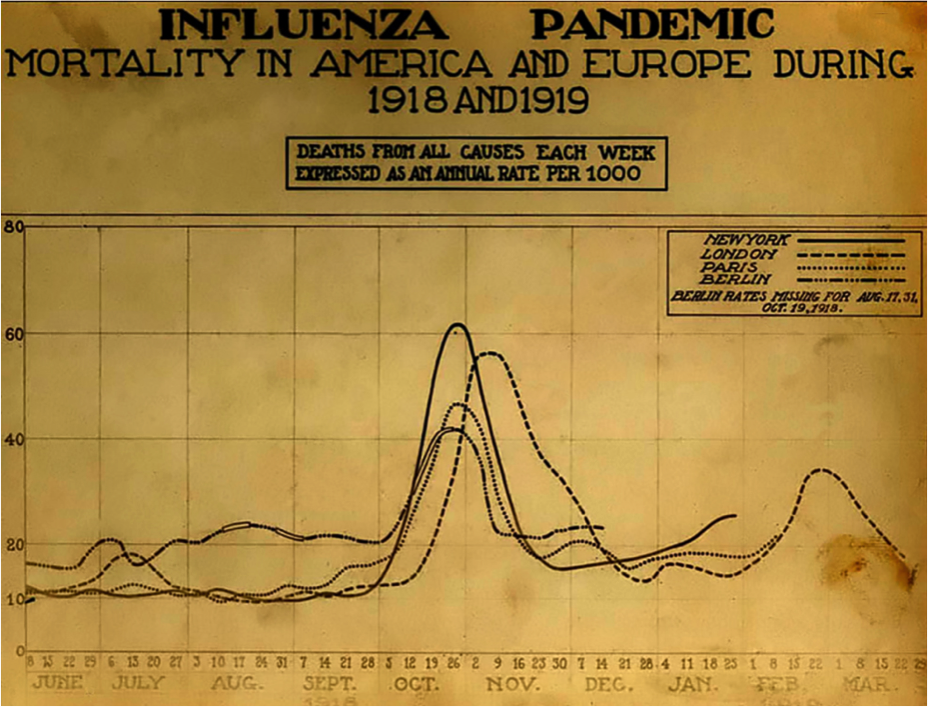 INFLUENZA PANDEMIC
MORTALITY IN AMERICA AND EUROPE DURING
1918 AND 1919
DEATHS FROM ALL CAUSES EACH WEEK
EXPRESSED AS AN ANNUAL RATE PER 1000
80
NEW YORK
LONDON
PARIS
BERLIN
BERLIN RATES MISSING FOR AUG. 17, 31,
OCT. 19, 1918.
60
40
20
10
0
8 15 22 29 6 13 20 27 3 10 17 24 31 7 14 21 28 5 12 19 26 2 9 16 23 30 7 14 21 28 4 11 18 25 1 8 15 22 1 8 15 22 29
JUNE JULY AUG. SEPT. OCT. NOV. DEC. JAN. FEB. MAR.
1918 1919